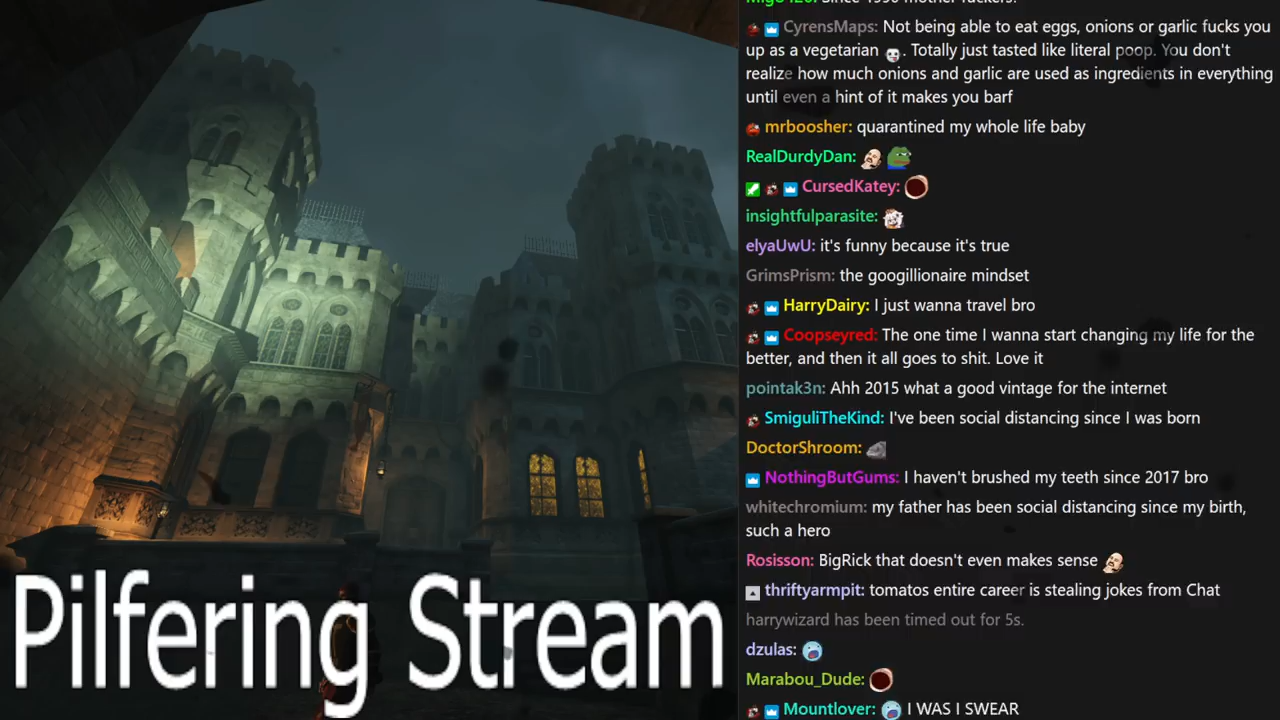 CyrensMaps: Not being able to eat eggs, onions or garlic fucks you
up as a vegetarian . Totally just tasted like literal poop. You don't
realize how much onions and garlic are used as ingredients in everything
until even a hint of it makes you barf
mrboosher: quarantined my whole life baby
RealDurdyDan:
CursedKatey:
insightfulparasite:
elyaUwU: it's funny because it's true
GrimsPrism: the googillionaire mindset
HarryDairy: I just wanna travel bro
Coopseyred: The one time I wanna start changing my life for the
better, and then it all goes to shit. Love it
pointak3n: Ahh 2015 what a good vintage for the internet
SmiguliTheKind: I've been social distancing since I was born
DoctorShroom:
NothingButGums: I haven't brushed my teeth since 2017 bro
whitechromium: my father has been social distancing since my birth,
such a hero
Rosisson: BigRick that doesn't even makes sense
thriftyarmpit: tomatos entire career is stealing jokes from Chat
harrywizard has been timed out for 5s.
dzulas:
Marabou_Dude:
Mountlover: I WAS I SWEAR
Pilfering Stream